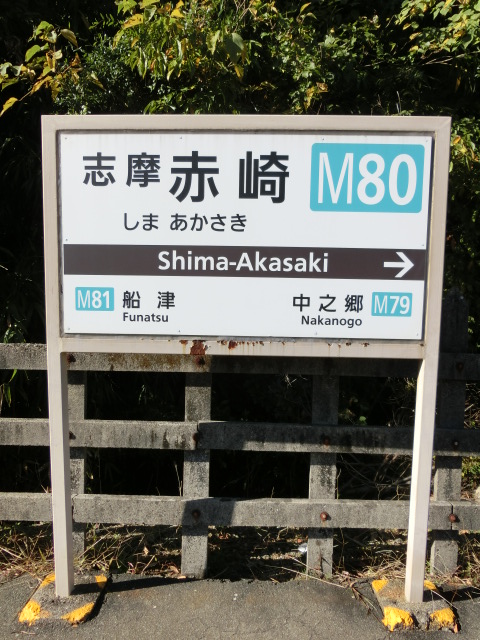 志摩赤崎 M80
しま あかさき
Shima-Akasaki →
M81 船津 中之郷 M79
Funatsu Nakanogo